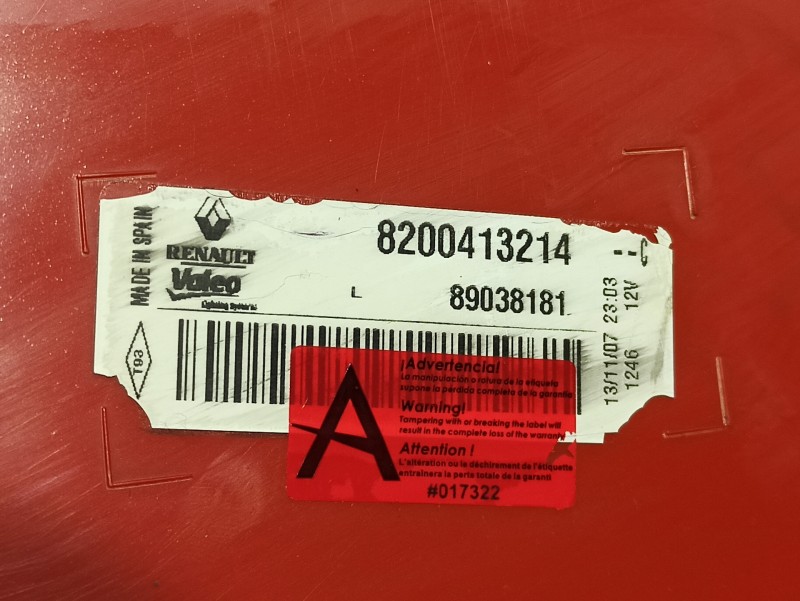 MADE IN SPAIN
RENAULT
Valeo
Lighting Systems
8200413214
--C
L
89038181
T93
13/11/07 23:03
1246 12V
¡Advertencia!
La manipulación o rotura de la etiqueta
supone la pérdida completa de la garantía
Warning!
Tampering with or breaking the label will
result in the complete loss of the warranty
Attention !
L'altération ou le déchirement de l'étiquette
entraînera la perte totale de la garanti
A
#017322